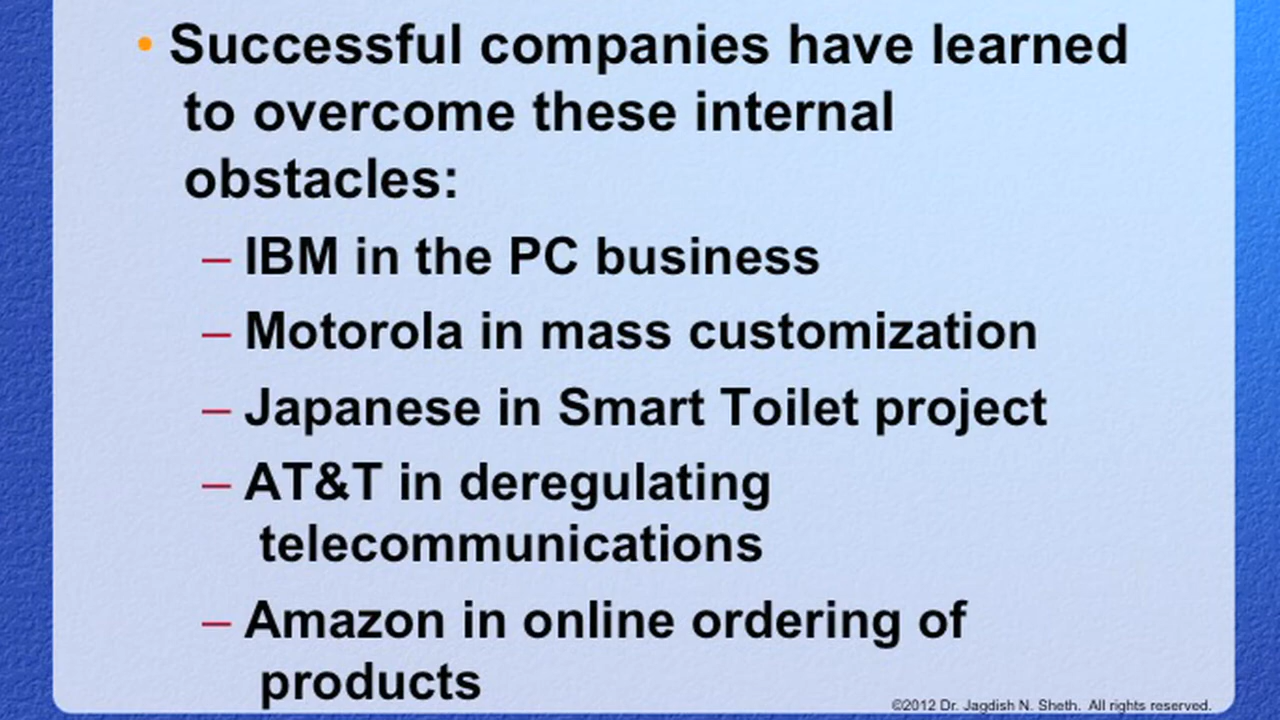 • Successful companies have learned
to overcome these internal
obstacles:
– IBM in the PC business
– Motorola in mass customization
– Japanese in Smart Toilet project
– AT&T in deregulating
telecommunications
– Amazon in online ordering of
products
©2012 Dr. Jagdish N. Sheth. All rights reserved.